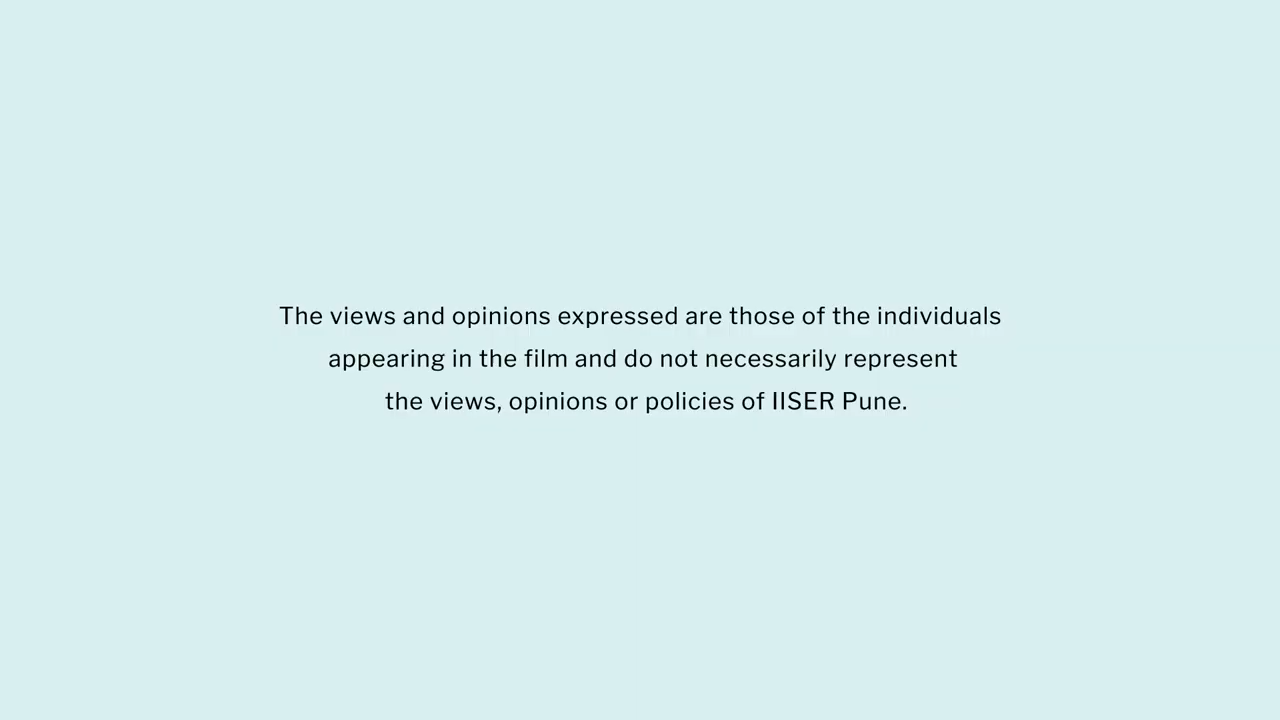 The views and opinions expressed are those of the individuals
appearing in the film and do not necessarily represent
the views, opinions or policies of IISER Pune.